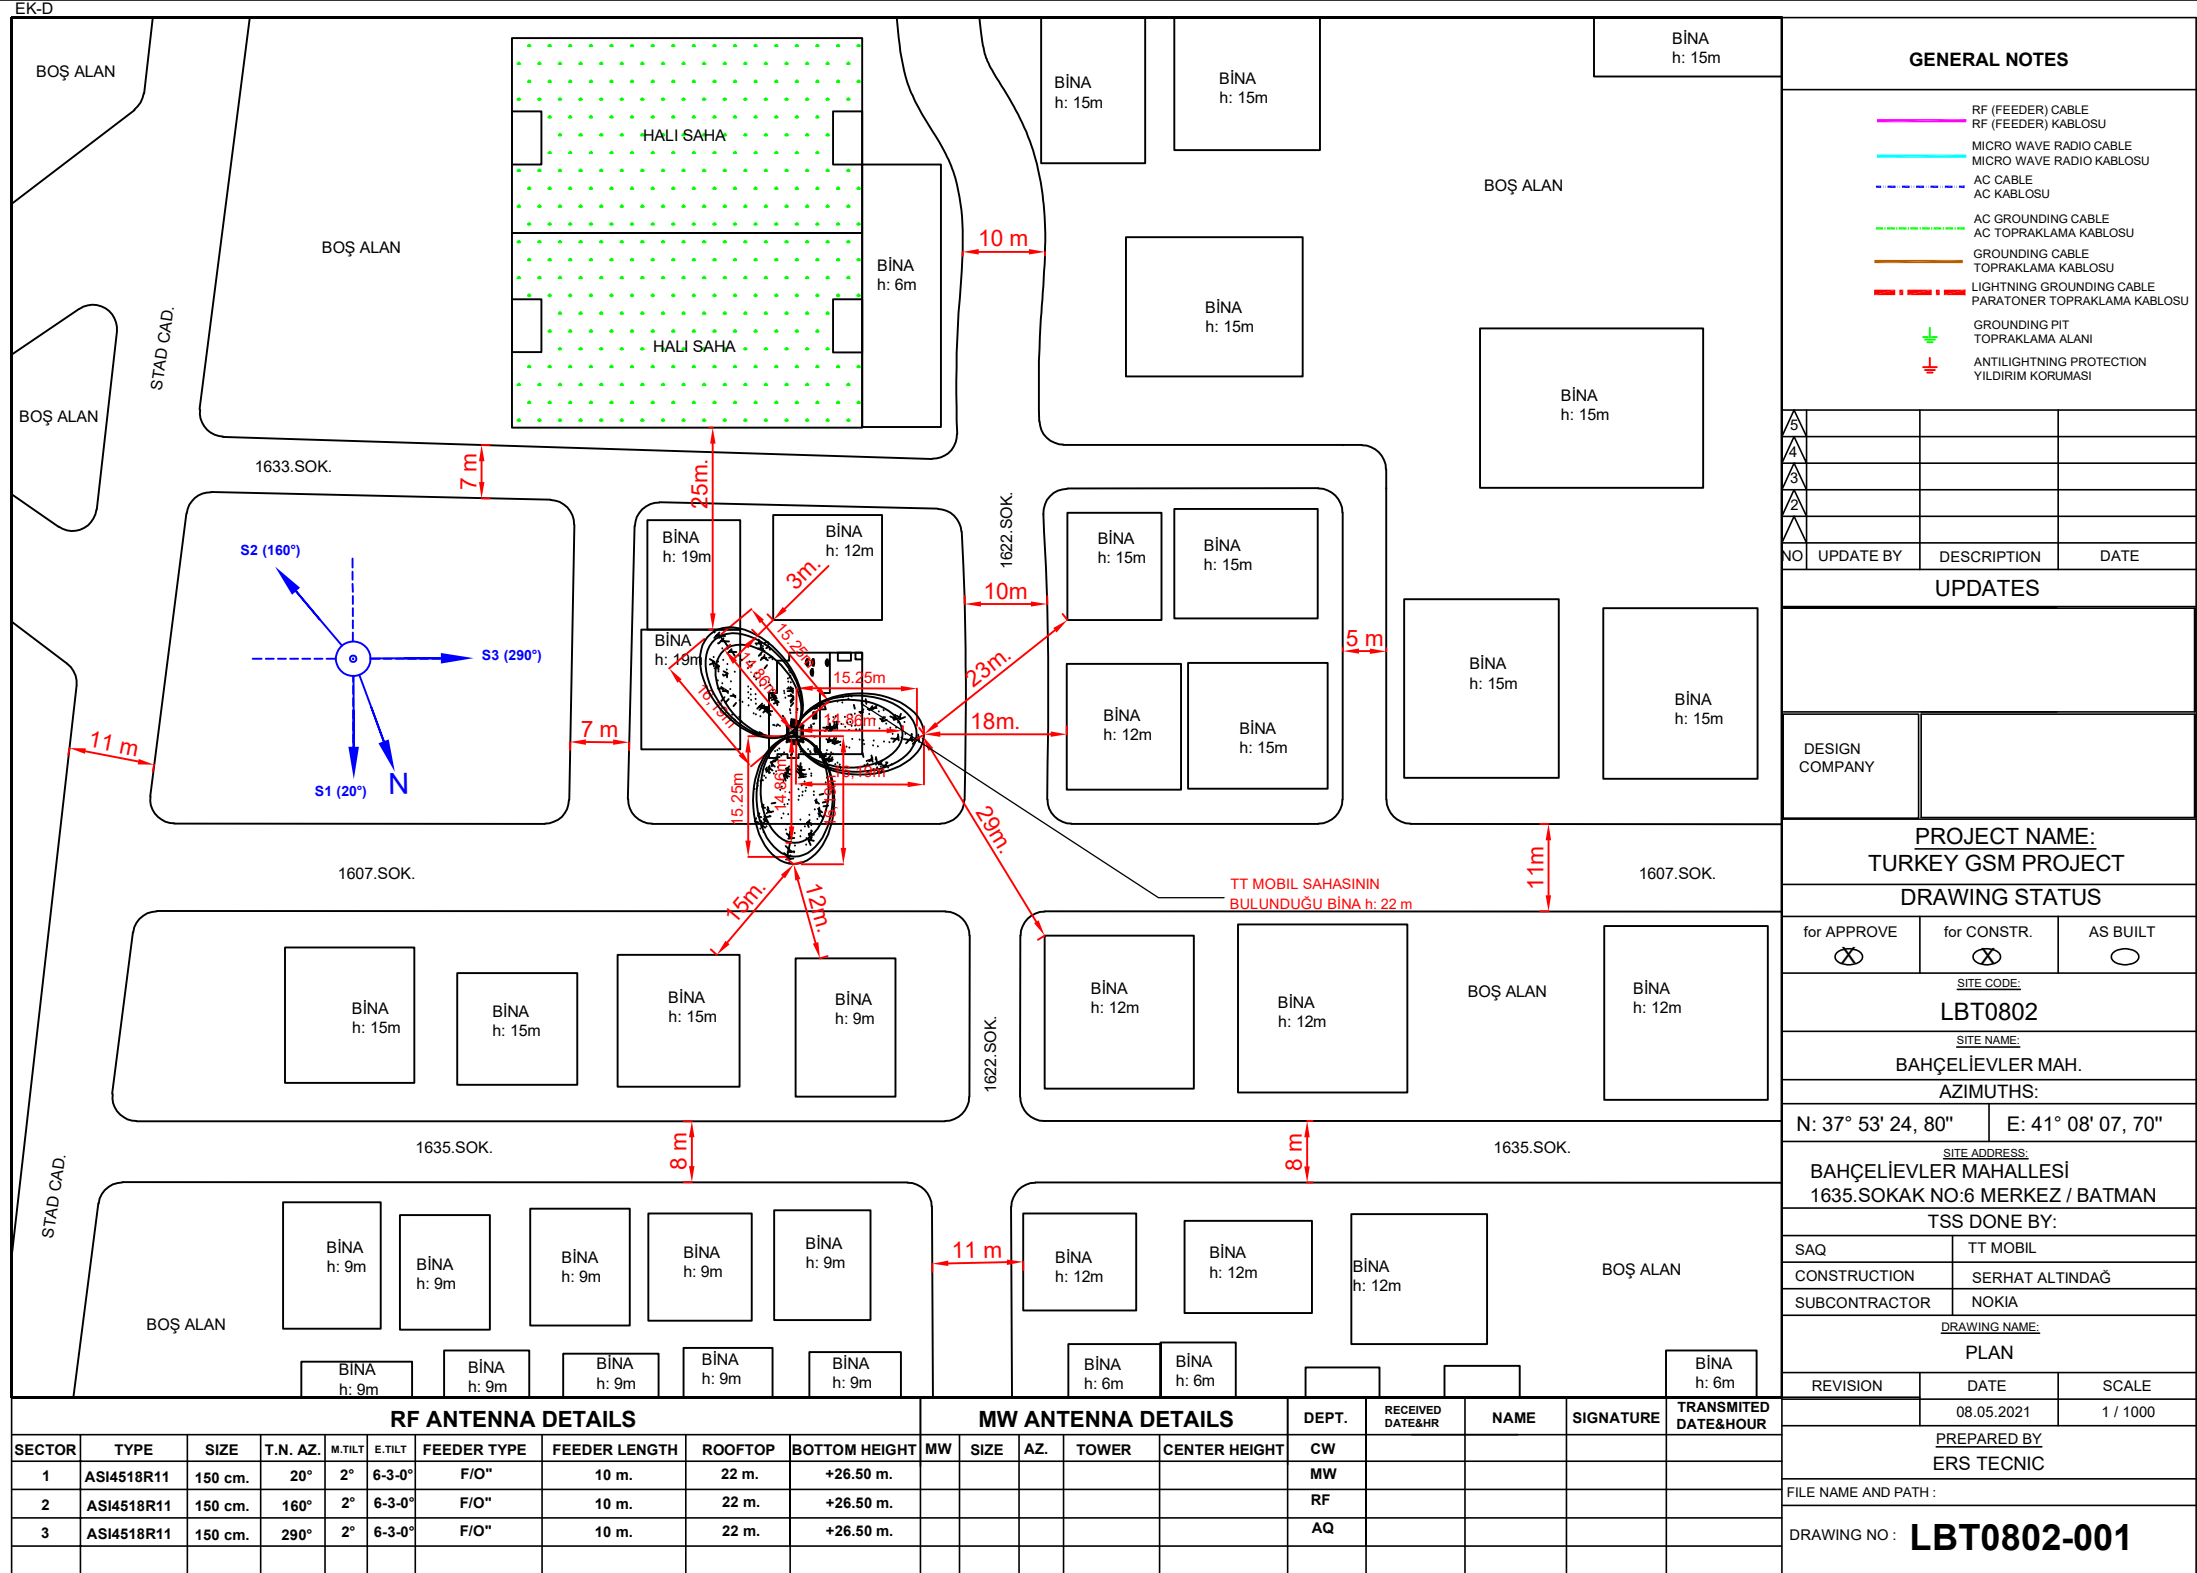 EK-D
BOŞ ALAN
BOŞ ALAN
BOŞ ALAN
STAD CAD.
HALI SAHA
HALI SAHA
BİNA
h: 6m
BİNA
h: 15m
BİNA
h: 15m
BİNA
h: 15m
BOŞ ALAN
10 m
BİNA
h: 15m
BİNA
h: 15m
1633.SOK.
7 m
25m.
1622.SOK.
S2 (160°)
S3 (290°)
S1 (20°)
N
BİNA
h: 19m
BİNA
h: 12m
3m.
BİNA
h: 19m
15.25m
14.86m
16,19m
15.25m
14.86m
16,19m
15.25m
14.86m
16,19m
10m
23m.
18m.
29m.
BİNA
h: 15m
BİNA
h: 15m
BİNA
h: 12m
BİNA
h: 15m
5 m
BİNA
h: 15m
BİNA
h: 15m
11 m
7 m
1607.SOK.
15m.
12m.
TT MOBIL SAHASININ
BULUNDUĞU BİNA h: 22 m
11m
1607.SOK.
BİNA
h: 15m
BİNA
h: 15m
BİNA
h: 15m
BİNA
h: 9m
1622.SOK.
BİNA
h: 12m
BİNA
h: 12m
BOŞ ALAN
BİNA
h: 12m
1635.SOK.
8 m
8 m
1635.SOK.
STAD CAD.
BİNA
h: 9m
BİNA
h: 9m
BİNA
h: 9m
BİNA
h: 9m
BİNA
h: 9m
11 m
BİNA
h: 12m
BİNA
h: 12m
BİNA
h: 12m
BOŞ ALAN
BOŞ ALAN
BİNA
h: 9m
BİNA
h: 9m
BİNA
h: 9m
BİNA
h: 9m
BİNA
h: 9m
BİNA
h: 6m
BİNA
h: 6m
BİNA
h: 6m
GENERAL NOTES
RF (FEEDER) CABLE
RF (FEEDER) KABLOSU
MICRO WAVE RADIO CABLE
MICRO WAVE RADIO KABLOSU
AC CABLE
AC KABLOSU
AC GROUNDING CABLE
AC TOPRAKLAMA KABLOSU
GROUNDING CABLE
TOPRAKLAMA KABLOSU
LIGHTNING GROUNDING CABLE
PARATONER TOPRAKLAMA KABLOSU
GROUNDING PIT
TOPRAKLAMA ALANI
ANTILIGHTNING PROTECTION
YILDIRIM KORUMASI
5
4
3
2
NO UPDATE BY DESCRIPTION DATE
UPDATES
DESIGN
COMPANY
PROJECT NAME:
TURKEY GSM PROJECT
DRAWING STATUS
for APPROVE for CONSTR. AS BUILT
X X
SITE CODE:
LBT0802
SITE NAME:
BAHÇELİEVLER MAH.
AZIMUTHS:
N: 37° 53' 24, 80" E: 41° 08' 07, 70"
SITE ADDRESS:
BAHÇELİEVLER MAHALLESİ
1635.SOKAK NO:6 MERKEZ / BATMAN
TSS DONE BY:
SAQ TT MOBIL
CONSTRUCTION SERHAT ALTINDAĞ
SUBCONTRACTOR NOKIA
DRAWING NAME:
PLAN
REVISION DATE SCALE
08.05.2021 1 / 1000
PREPARED BY
ERS TECNIC
FILE NAME AND PATH :
DRAWING NO : LBT0802-001
RF ANTENNA DETAILS MW ANTENNA DETAILS DEPT. RECEIVED DATE&HR NAME SIGNATURE TRANSMITED DATE&HOUR
SECTOR TYPE SIZE T.N. AZ. M.TILT E.TILT FEEDER TYPE FEEDER LENGTH ROOFTOP BOTTOM HEIGHT MW SIZE AZ. TOWER CENTER HEIGHT CW
1 ASI4518R11 150 cm. 20° 2° 6-3-0° F/O" 10 m. 22 m. +26.50 m. MW
2 ASI4518R11 150 cm. 160° 2° 6-3-0° F/O" 10 m. 22 m. +26.50 m. RF
3 ASI4518R11 150 cm. 290° 2° 6-3-0° F/O" 10 m. 22 m. +26.50 m. AQ